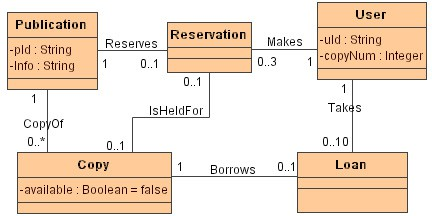 Publication
-pId : String
-Info : String
Reserves
1
0..1
Reservation
Makes
0..3
1
User
-uId : String
-copyNum : Integer
1
CopyOf
0..*
0..1
IsHeldFor
0..1
1
Takes
0..10
Copy
-available : Boolean = false
1
Borrows
0..1
Loan